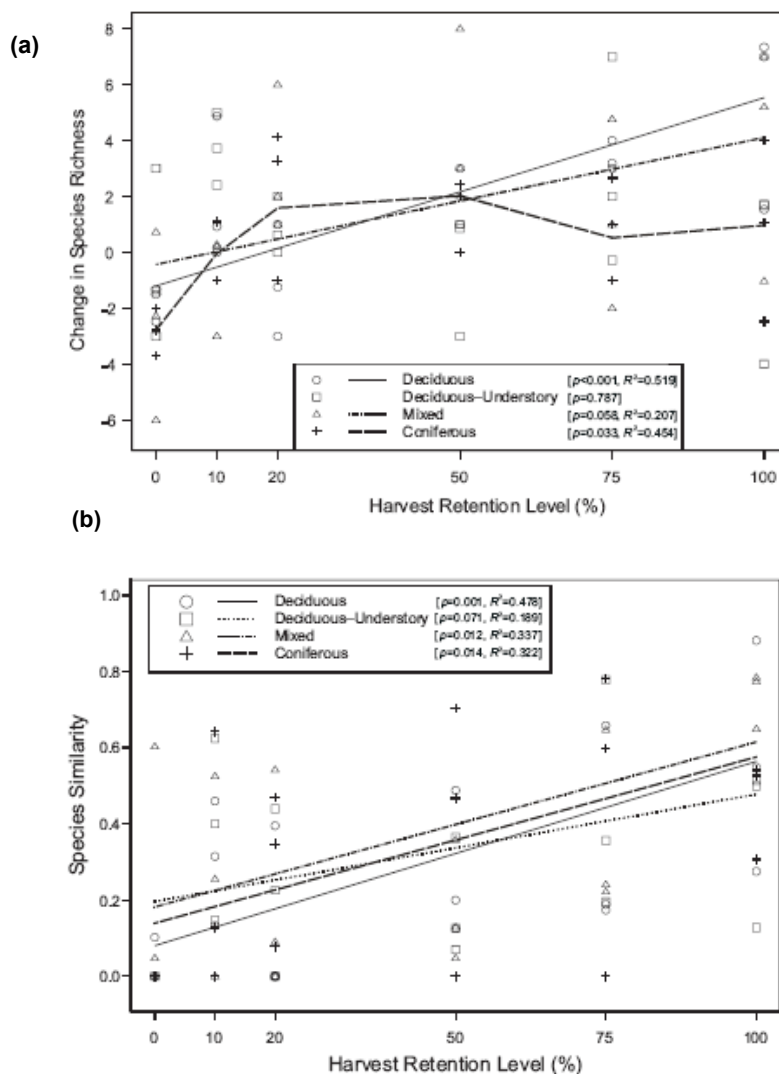 (a)
8
6
4
2
0
-2
-4
-6
Change in Species Richness
Deciduous [p<0.001, R²=0.519]
Deciduous–Understory [p=0.787]
Mixed [p=0.058, R²=0.207]
Coniferous [p=0.033, R²=0.454]
0 10 20 50 75 100
Harvest Retention Level (%)
(b)
1.0
0.8
0.6
0.4
0.2
0.0
Species Similarity
Deciduous [p=0.001, R²=0.478]
Deciduous–Understory [p=0.071, R²=0.189]
Mixed [p=0.012, R²=0.337]
Coniferous [p=0.014, R²=0.322]
0 10 20 50 75 100
Harvest Retention Level (%)